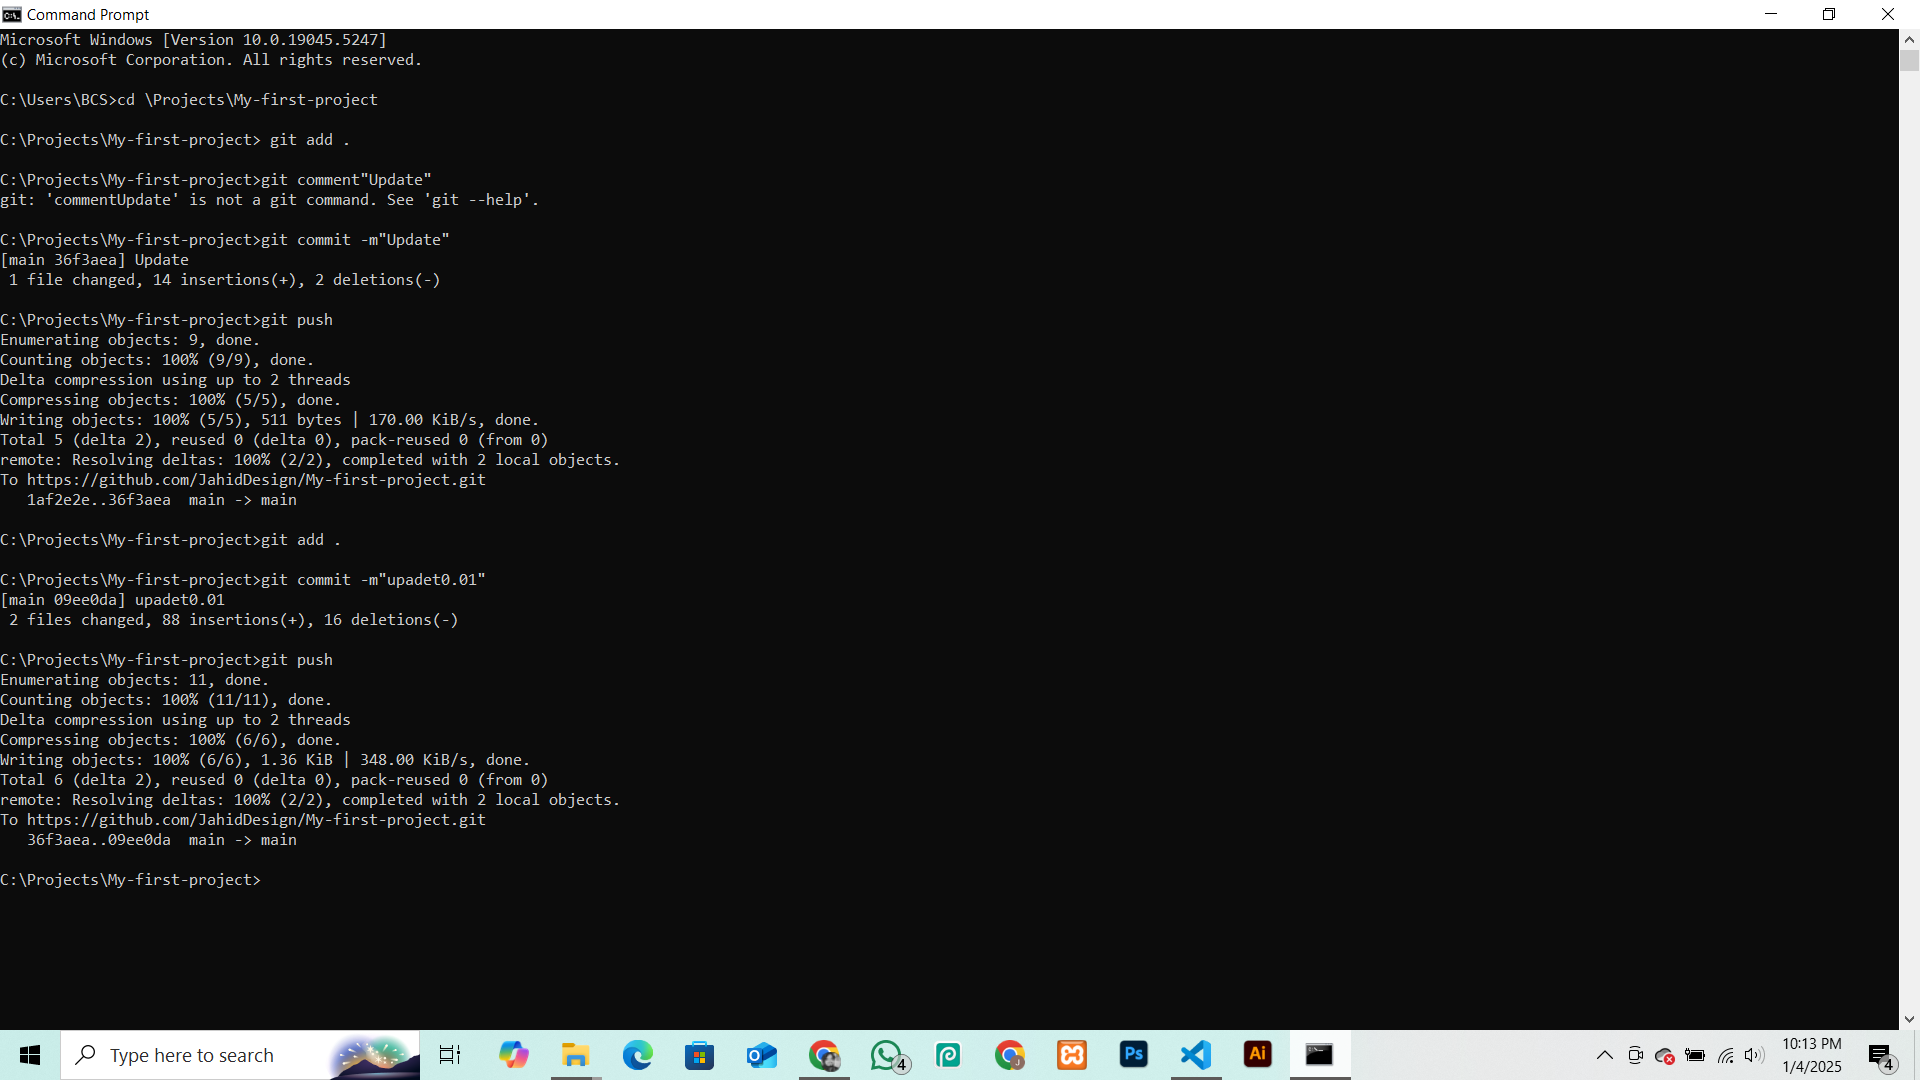 Command Prompt
Microsoft Windows [Version 10.0.19045.5247]
(c) Microsoft Corporation. All rights reserved.
C:\Users\BCS>cd \Projects\My-first-project
C:\Projects\My-first-project> git add .
C:\Projects\My-first-project>git comment"Update"
git: 'commentUpdate' is not a git command. See 'git --help'.
C:\Projects\My-first-project>git commit -m"Update"
[main 36f3aea] Update
 1 file changed, 14 insertions(+), 2 deletions(-)
C:\Projects\My-first-project>git push
Enumerating objects: 9, done.
Counting objects: 100% (9/9), done.
Delta compression using up to 2 threads
Compressing objects: 100% (5/5), done.
Writing objects: 100% (5/5), 511 bytes | 170.00 KiB/s, done.
Total 5 (delta 2), reused 0 (delta 0), pack-reused 0 (from 0)
remote: Resolving deltas: 100% (2/2), completed with 2 local objects.
To https://github.com/JahidDesign/My-first-project.git
   1af2e2e..36f3aea  main -> main
C:\Projects\My-first-project>git add .
C:\Projects\My-first-project>git commit -m"upadet0.01"
[main 09ee0da] upadet0.01
 2 files changed, 88 insertions(+), 16 deletions(-)
C:\Projects\My-first-project>git push
Enumerating objects: 11, done.
Counting objects: 100% (11/11), done.
Delta compression using up to 2 threads
Compressing objects: 100% (6/6), done.
Writing objects: 100% (6/6), 1.36 KiB | 348.00 KiB/s, done.
Total 6 (delta 2), reused 0 (delta 0), pack-reused 0 (from 0)
remote: Resolving deltas: 100% (2/2), completed with 2 local objects.
To https://github.com/JahidDesign/My-first-project.git
   36f3aea..09ee0da  main -> main
C:\Projects\My-first-project>
Type here to search
4
Ps
Ai
10:13 PM
1/4/2025
4